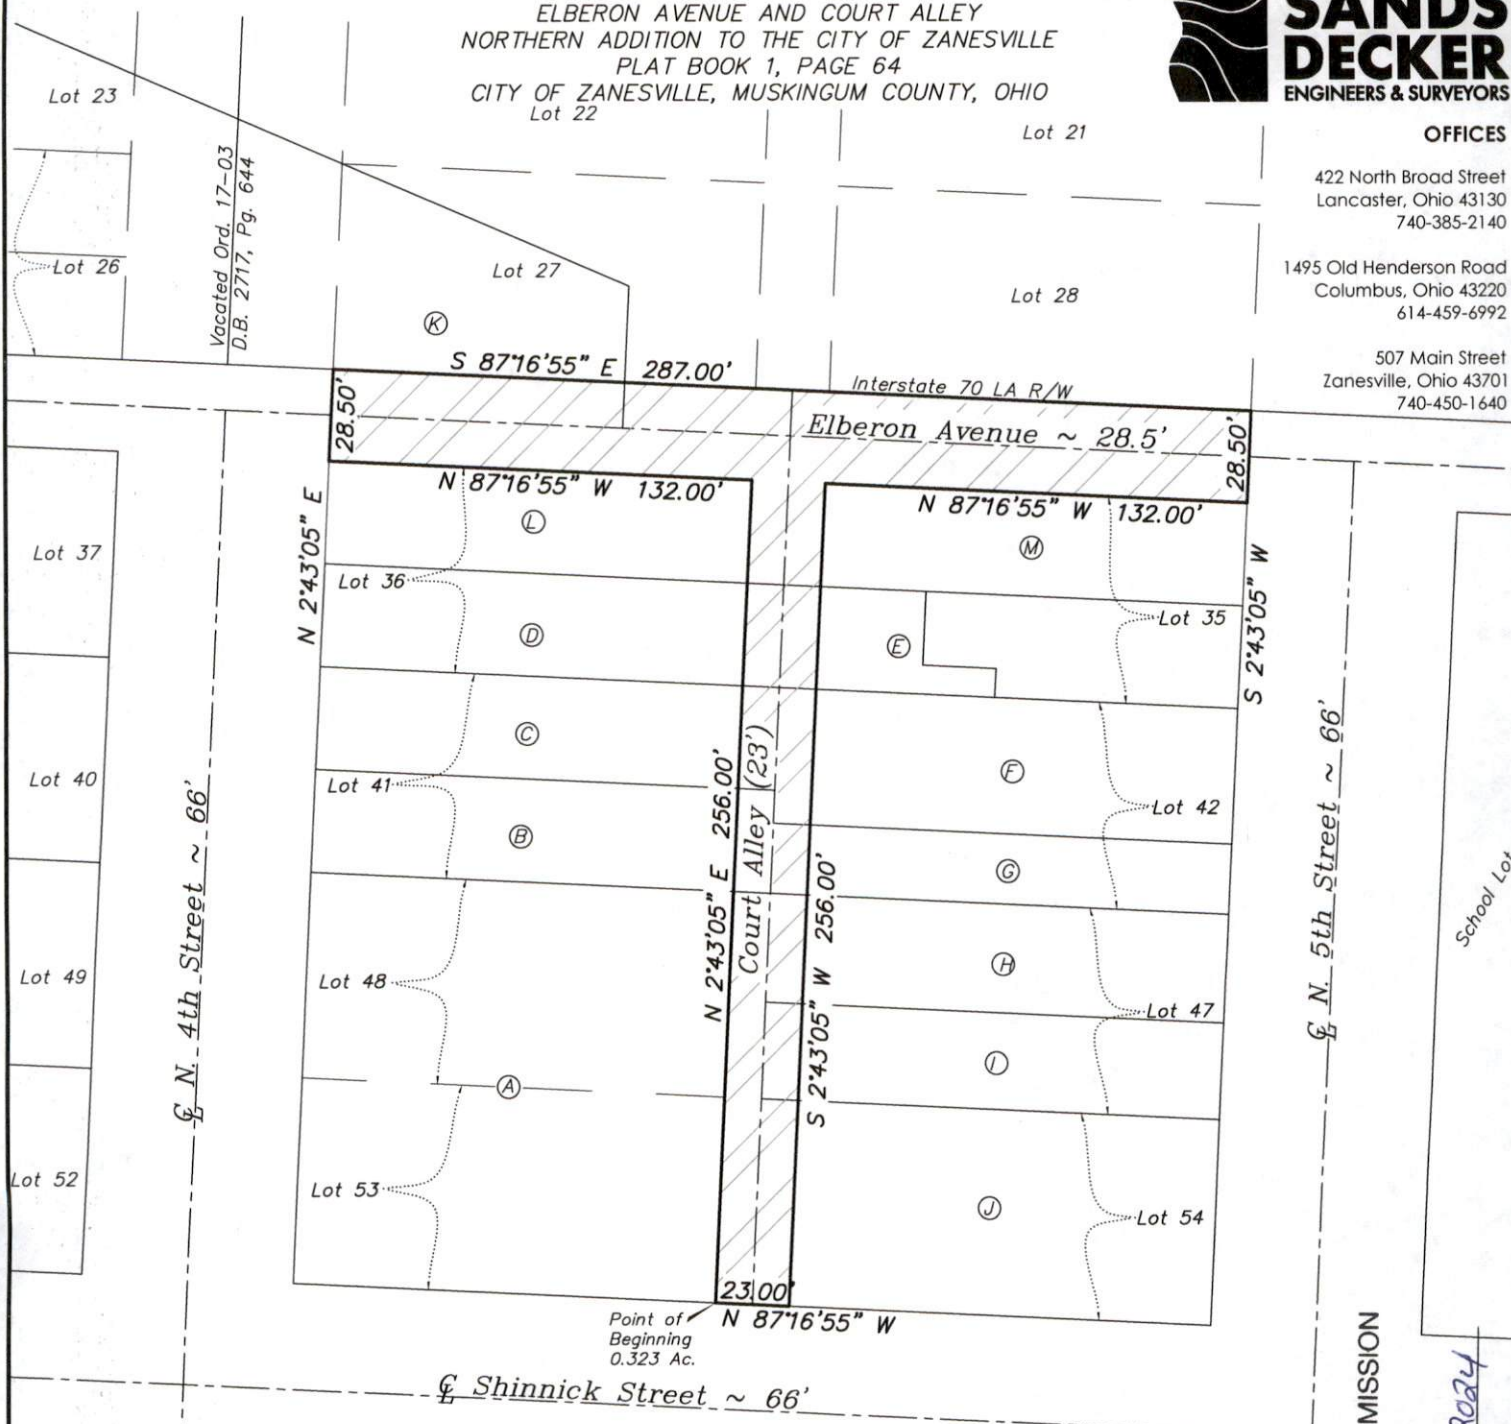 ELBERON AVENUE AND COURT ALLEY
NORTHERN ADDITION TO THE CITY OF ZANESVILLE
PLAT BOOK 1, PAGE 64
CITY OF ZANESVILLE, MUSKINGUM COUNTY, OHIO
SANDS
DECKER
ENGINEERS & SURVEYORS
OFFICES
422 North Broad Street
Lancaster, Ohio 43130
740-385-2140
1495 Old Henderson Road
Columbus, Ohio 43220
614-459-6992
507 Main Street
Zanesville, Ohio 43701
740-450-1640
Lot 23
Lot 22
Lot 21
Vacated Ord. 17-03
D.B. 2717, Pg. 644
Lot 26
Lot 27
Lot 28
K
S 87°16'55" E 287.00'
Interstate 70 LA R/W
28.50'
Elberon Avenue ~ 28.5'
28.50'
N 87°16'55" W 132.00'
N 87°16'55" W 132.00'
N 2°43'05" E
S 2°43'05" W
L
M
Lot 37
Lot 36
Lot 35
D
E
C
F
Lot 40
Lot 41
Lot 42
B
G
N 2°43'05" E 256.00'
Court Alley (23')
S 2°43'05" W 256.00'
℄ N. 4th Street ~ 66'
℄ N. 5th Street ~ 66'
School Lot
Lot 49
Lot 48
H
Lot 47
I
A
Lot 52
Lot 53
J
Lot 54
23.00'
N 87°16'55" W
Point of
Beginning
0.323 Ac.
℄ Shinnick Street ~ 66'
MISSION
2024